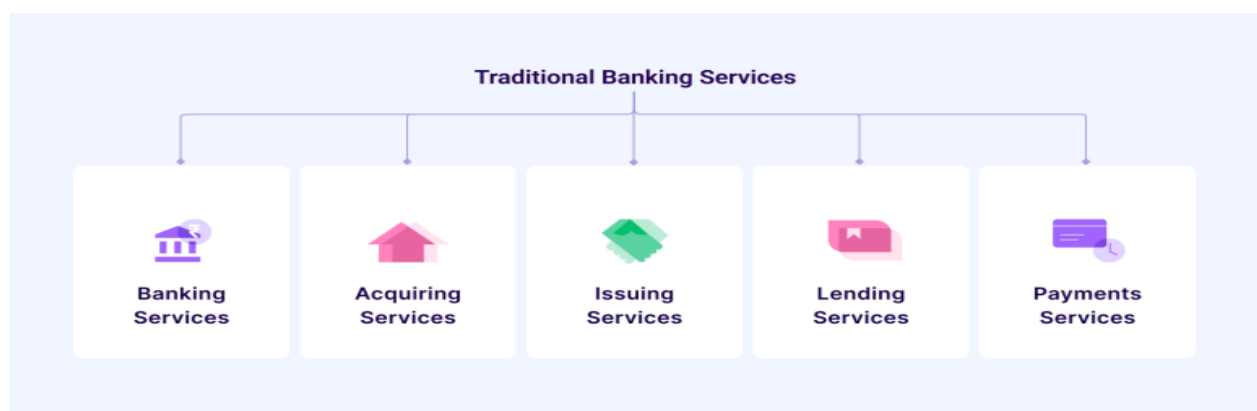 Traditional Banking Services
Banking
Services
Acquiring
Services
Issuing
Services
Lending
Services
Payments
Services